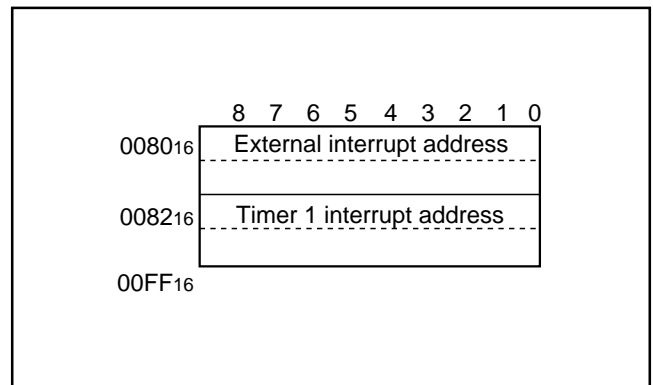 8 7 6 5 4 3 2 1 0
008016 External interrupt address
008216 Timer 1 interrupt address
00FF16